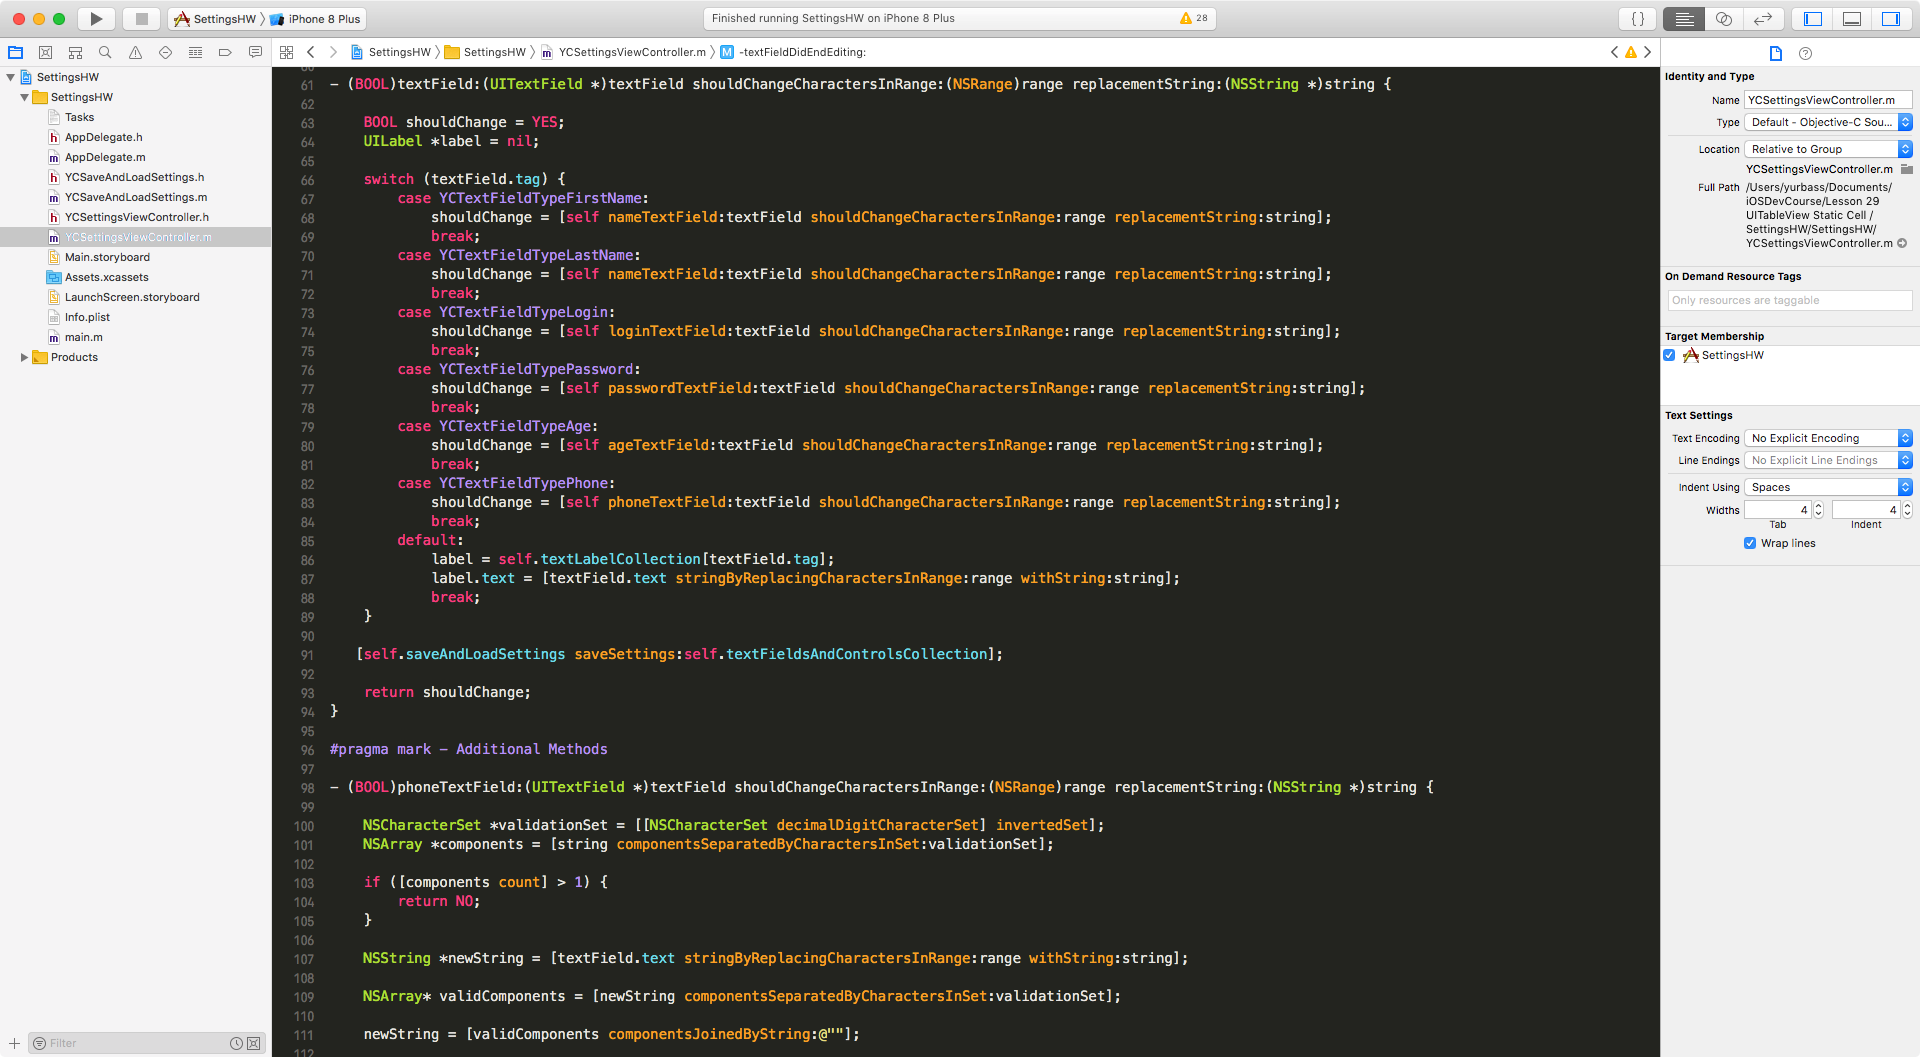 SettingsHW iPhone 8 Plus Finished running SettingsHW on iPhone 8 Plus 28 {}
SettingsHW SettingsHW YCSettingsViewController.m M -textFieldDidEndEditing:
SettingsHW
SettingsHW
Tasks
AppDelegate.h
AppDelegate.m
YCSaveAndLoadSettings.h
YCSaveAndLoadSettings.m
YCSettingsViewController.h
YCSettingsViewController.m
Main.storyboard
Assets.xcassets
LaunchScreen.storyboard
Info.plist
main.m
Products
Filter
61 - (BOOL)textField:(UITextField *)textField shouldChangeCharactersInRange:(NSRange)range replacementString:(NSString *)string {
62
63 BOOL shouldChange = YES;
64 UILabel *label = nil;
65
66 switch (textField.tag) {
67 case YCTextFieldTypeFirstName:
68 shouldChange = [self nameTextField:textField shouldChangeCharactersInRange:range replacementString:string];
69 break;
70 case YCTextFieldTypeLastName:
71 shouldChange = [self nameTextField:textField shouldChangeCharactersInRange:range replacementString:string];
72 break;
73 case YCTextFieldTypeLogin:
74 shouldChange = [self loginTextField:textField shouldChangeCharactersInRange:range replacementString:string];
75 break;
76 case YCTextFieldTypePassword:
77 shouldChange = [self passwordTextField:textField shouldChangeCharactersInRange:range replacementString:string];
78 break;
79 case YCTextFieldTypeAge:
80 shouldChange = [self ageTextField:textField shouldChangeCharactersInRange:range replacementString:string];
81 break;
82 case YCTextFieldTypePhone:
83 shouldChange = [self phoneTextField:textField shouldChangeCharactersInRange:range replacementString:string];
84 break;
85 default:
86 label = self.textLabelCollection[textField.tag];
87 label.text = [textField.text stringByReplacingCharactersInRange:range withString:string];
88 break;
89 }
90
91 [self.saveAndLoadSettings saveSettings:self.textFieldsAndControlsCollection];
92
93 return shouldChange;
94 }
95
96 #pragma mark - Additional Methods
97
98 - (BOOL)phoneTextField:(UITextField *)textField shouldChangeCharactersInRange:(NSRange)range replacementString:(NSString *)string {
99
100 NSCharacterSet *validationSet = [[NSCharacterSet decimalDigitCharacterSet] invertedSet];
101 NSArray *components = [string componentsSeparatedByCharactersInSet:validationSet];
102
103 if ([components count] > 1) {
104 return NO;
105 }
106
107 NSString *newString = [textField.text stringByReplacingCharactersInRange:range withString:string];
108
109 NSArray* validComponents = [newString componentsSeparatedByCharactersInSet:validationSet];
110
111 newString = [validComponents componentsJoinedByString:@""];
112
Identity and Type
Name YCSettingsViewController.m
Type Default - Objective-C Sou...
Location Relative to Group
YCSettingsViewController.m
Full Path /Users/yurbass/Documents/
iOSDevCourse/Lesson 29
UITableView Static Cell /
SettingsHW/SettingsHW/
YCSettingsViewController.m
On Demand Resource Tags
Only resources are taggable
Target Membership
SettingsHW
Text Settings
Text Encoding No Explicit Encoding
Line Endings No Explicit Line Endings
Indent Using Spaces
Widths 4 4
Tab Indent
Wrap lines